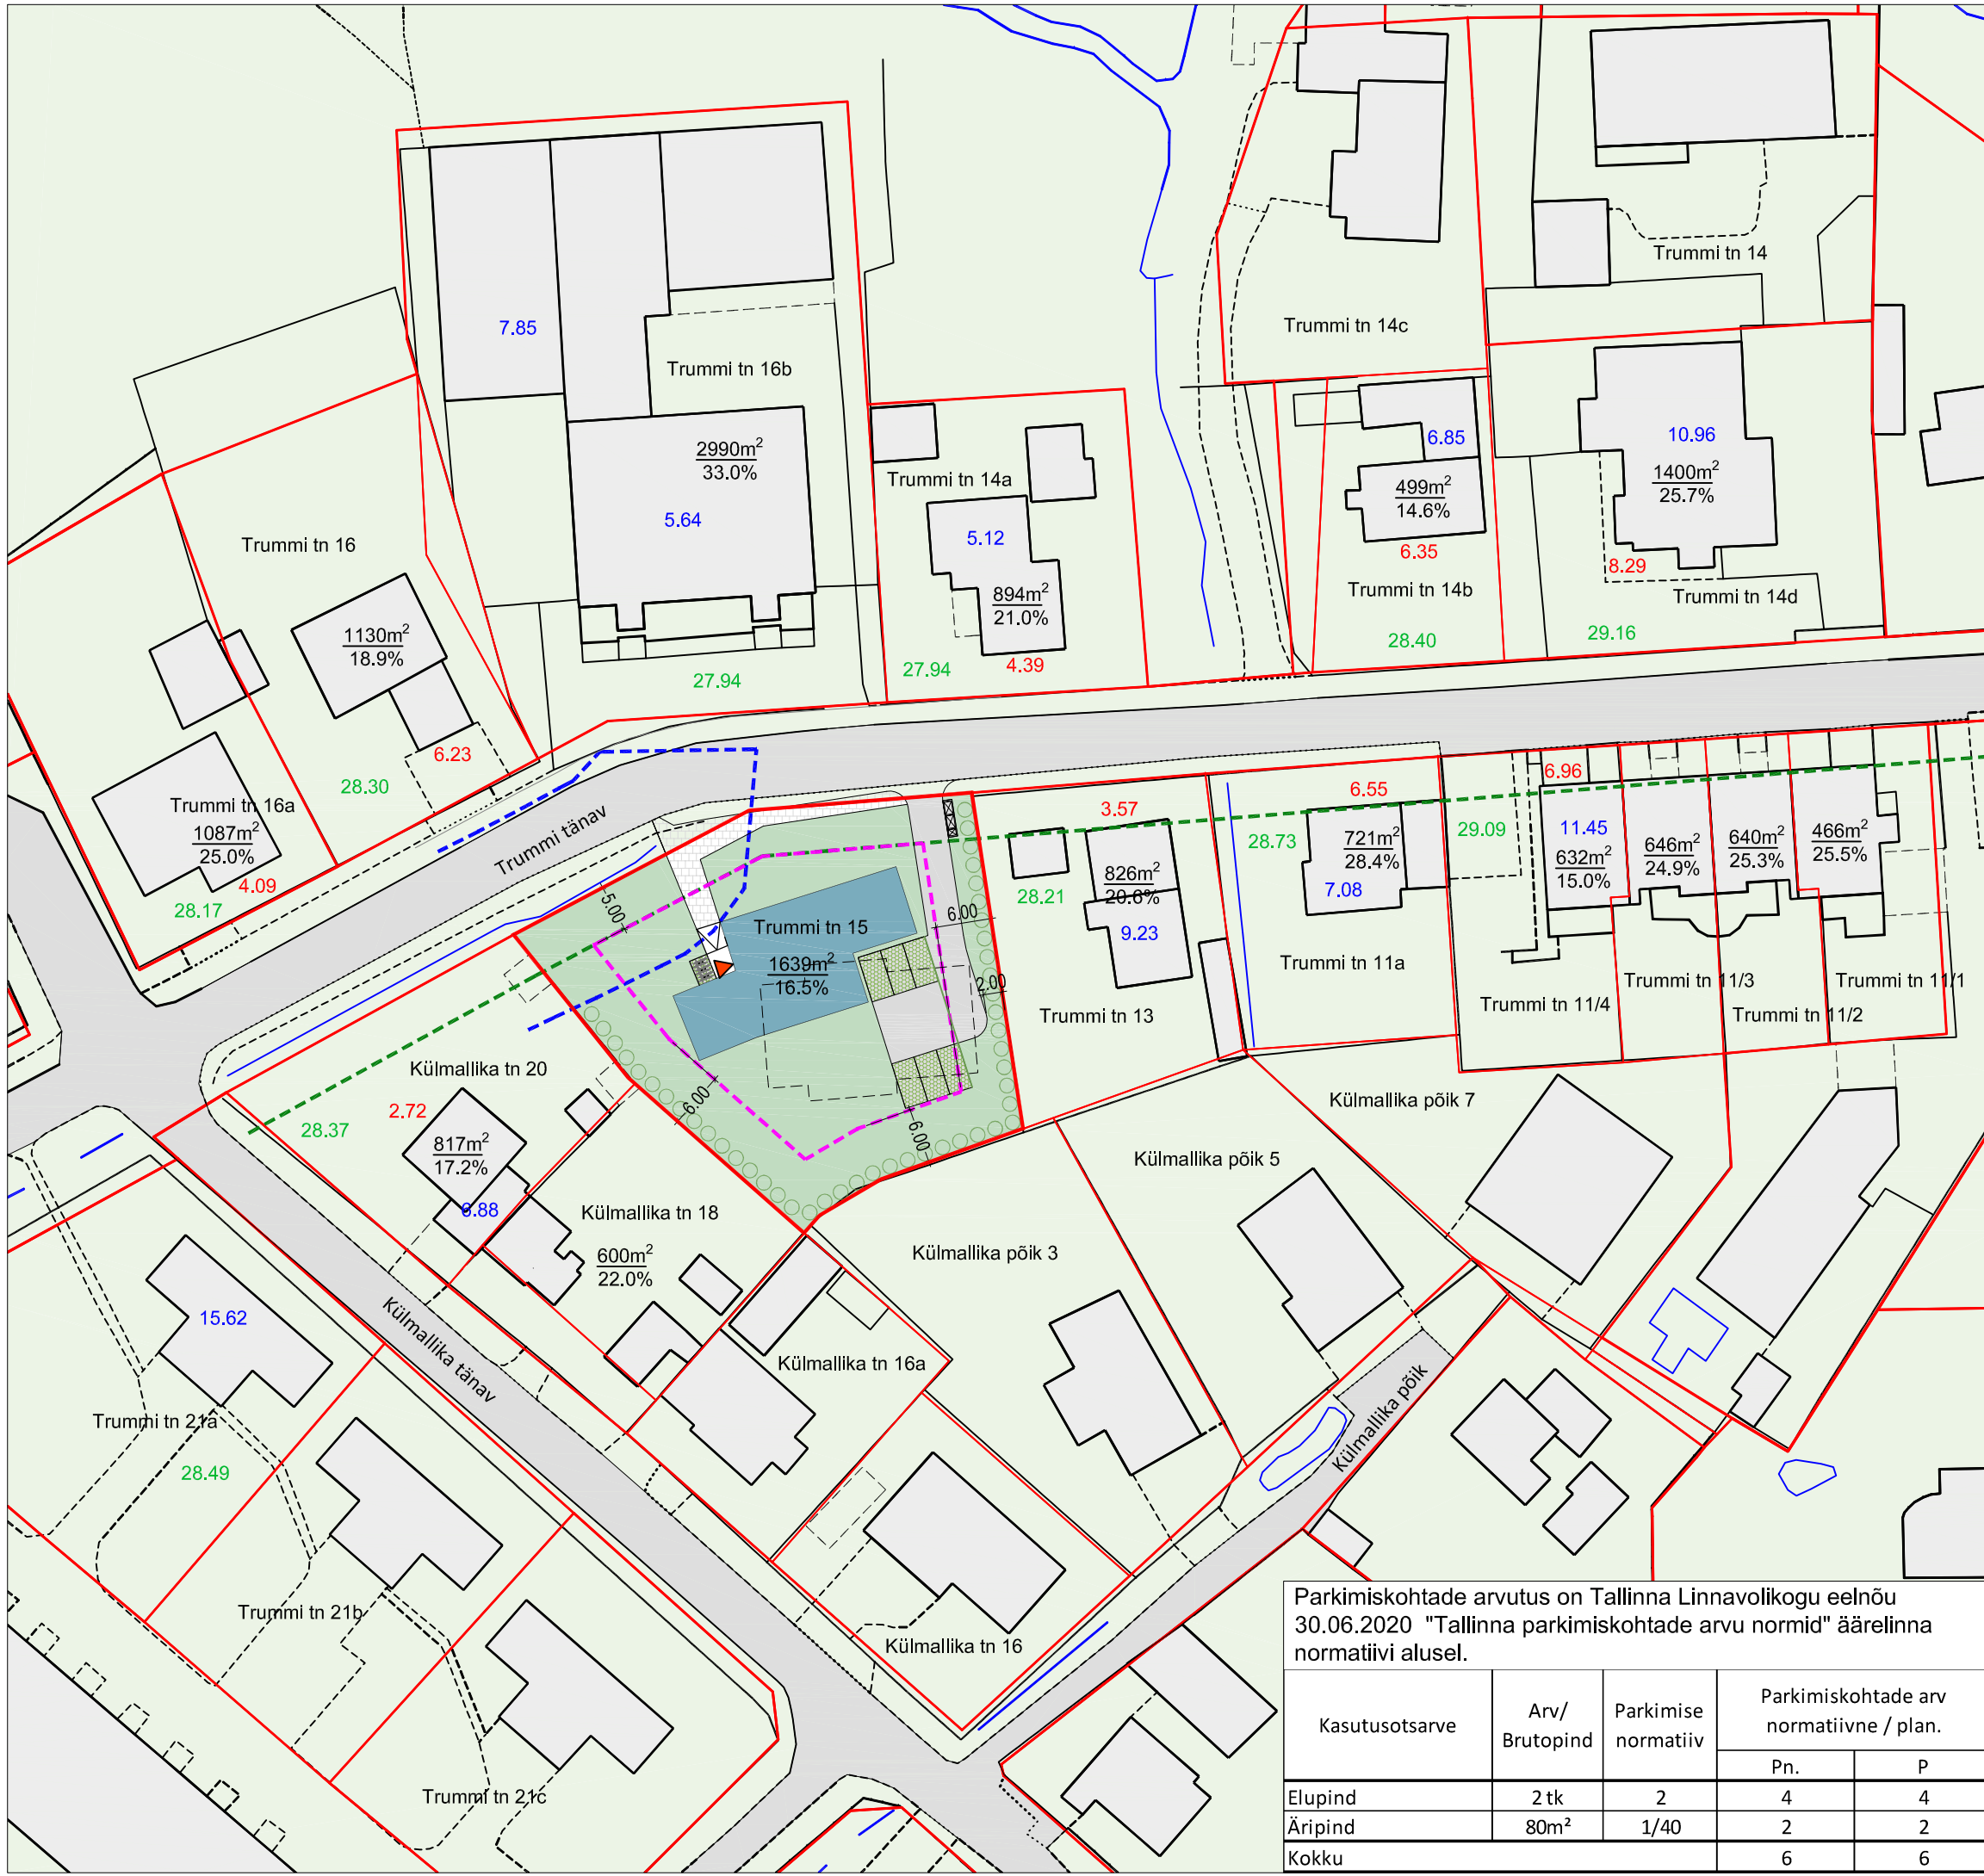 Trummi tn 14
Trummi tn 14c
7.85
Trummi tn 16b
2990m²
33.0%
5.64
Trummi tn 14a
5.12
894m²
21.0%
4.39
27.94
27.94
6.85
499m²
14.6%
6.35
Trummi tn 14b
28.40
10.96
1400m²
25.7%
8.29
Trummi tn 14d
29.16
Trummi tn 16
1130m²
18.9%
6.23
28.30
Trummi tn 16a
1087m²
25.0%
4.09
28.17
Trummi tänav
5.00
Trummi tn 15
1639m²
16.5%
6.00
2.00
6.00
6.00
3.57
826m²
20.6%
28.21
9.23
Trummi tn 13
6.55
28.73
721m²
28.4%
7.08
Trummi tn 11a
29.09
6.96
11.45
632m²
15.0%
646m²
24.9%
640m²
25.3%
466m²
25.5%
Trummi tn 11/4
Trummi tn 11/3
Trummi tn 11/2
Trummi tn 11/1
Külmallika tn 20
2.72
28.37
817m²
17.2%
6.88
Külmallika tn 18
600m²
22.0%
Külmallika põik 7
Külmallika põik 5
Külmallika põik 3
Külmallika tn 16a
Külmallika tänav
Külmallika põik
15.62
Trummi tn 21a
28.49
Trummi tn 21b
Trummi tn 21c
Külmallika tn 16
Parkimiskohtade arvutus on Tallinna Linnavolikogu eelnõu
30.06.2020 "Tallinna parkimiskohtade arvu normid" äärelinna
normatiivi alusel.
Kasutusotsarve Arv/ Brutopind Parkimise normatiiv Parkimiskohtade arv normatiivne / plan.
Pn. P
Elupind 2 tk 2 4 4
Äripind 80m² 1/40 2 2
Kokku 6 6